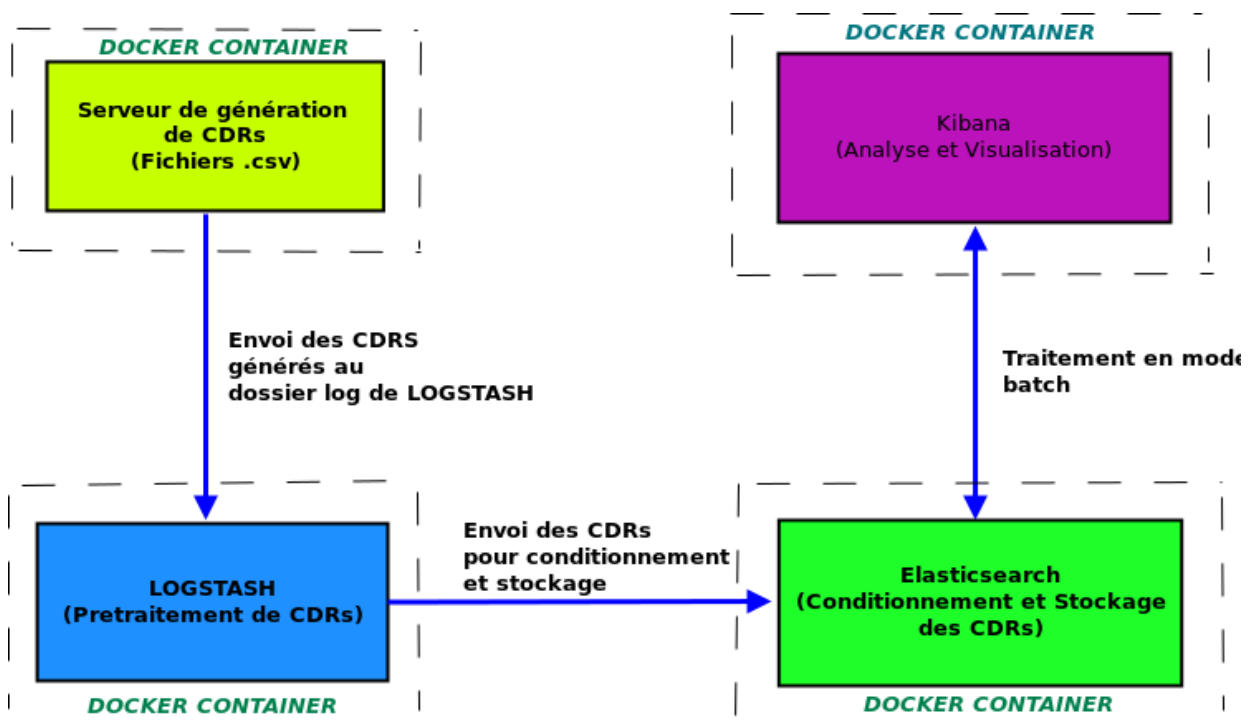 DOCKER CONTAINER
Serveur de génération
de CDRs
(Fichiers .csv)
DOCKER CONTAINER
Kibana
(Analyse et Visualisation)
Envoi des CDRS
générés au
dossier log de LOGSTASH
Traitement en mode
batch
LOGSTASH
(Pretraitement de CDRs)
DOCKER CONTAINER
Envoi des CDRs
pour conditionnement
et stockage
Elasticsearch
(Conditionnement et Stockage
des CDRs)
DOCKER CONTAINER